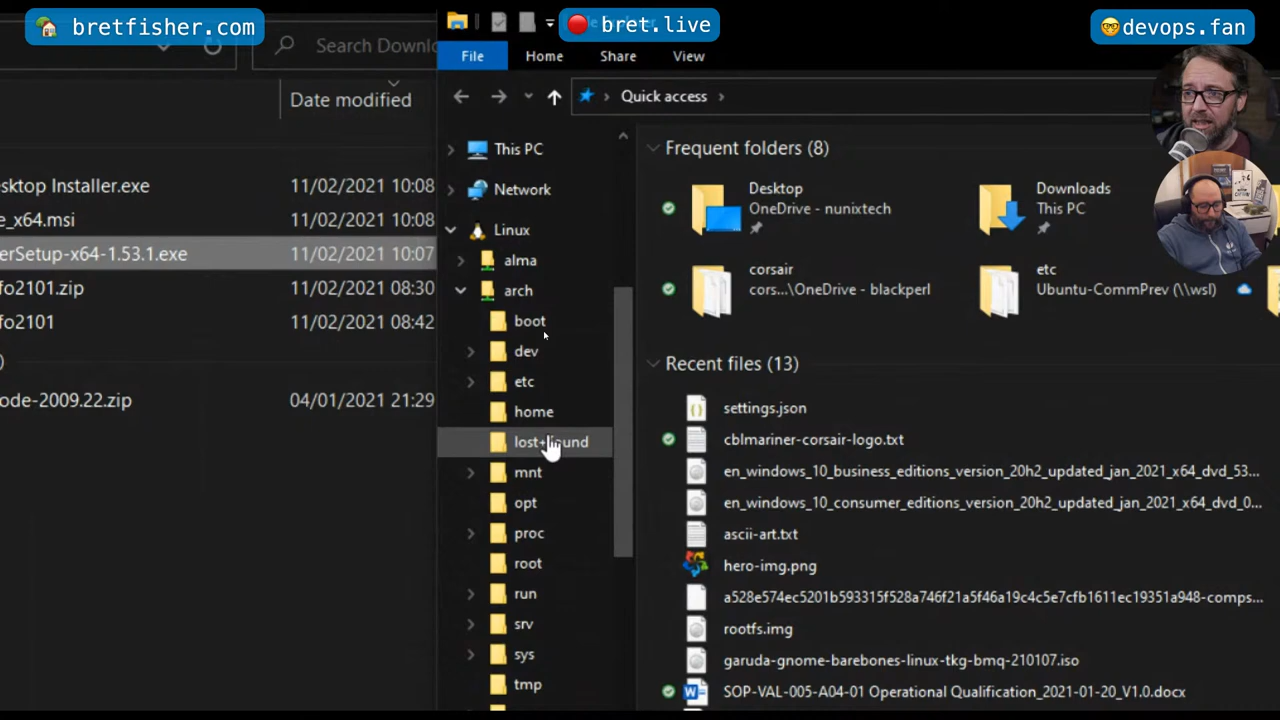 bretfisher.com
bret.live
devops.fan
Search Downlo
File
Home
Share
View
Date modified
Quick access
esktop Installer.exe 11/02/2021 10:08
e_x64.msi 11/02/2021 10:08
erSetup-x64-1.53.1.exe 11/02/2021 10:07
fo2101.zip 11/02/2021 08:30
fo2101 11/02/2021 08:42
)
ode-2009.22.zip 04/01/2021 21:29
This PC
Network
Linux
alma
arch
boot
dev
etc
home
mnt
opt
proc
root
run
srv
sys
tmp
Frequent folders (8)
Desktop
OneDrive - nunixtech
Downloads
This PC
corsair
cors...\OneDrive - blackperl
etc
Ubuntu-CommPrev (\\wsl)
Recent files (13)
settings.json
cblmariner-corsair-logo.txt
en_windows_10_business_editions_version_20h2_updated_jan_2021_x64_dvd_53...
en_windows_10_consumer_editions_version_20h2_updated_jan_2021_x64_dvd_0...
ascii-art.txt
hero-img.png
a528e574ec5201b593315f528a746f21a5f46a19c4c5e7cfb1611ec19351a948-comps...
rootfs.img
garuda-gnome-barebones-linux-tkg-bmq-210107.iso
SOP-VAL-005-A04-01 Operational Qualification_2021-01-20_V1.0.docx